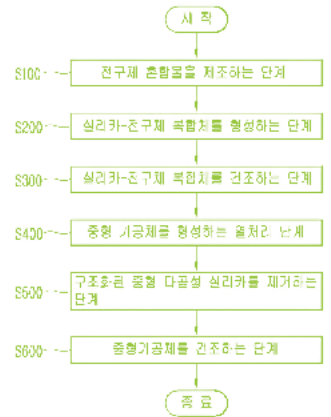 시 작
S100
전구체 혼합물을 제조하는 단계
S200
실리카-전구체 복합체를 형성하는 단계
S300
실리카-전구체 복합체를 건조하는 단계
S400
중형 기공체를 형성하는 열처리 단계
S500
구조화된 중형 다공성 실리카를 제거하는
단계
S600
중형기공체를 건조하는 단계
종 료